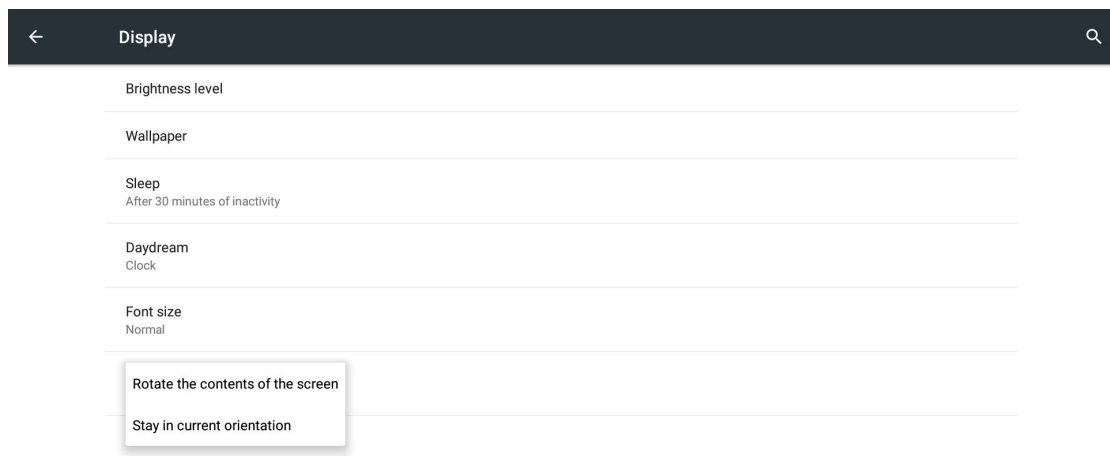 Display
Brightness level
Wallpaper
Sleep
After 30 minutes of inactivity
Daydream
Clock
Font size
Normal
Rotate the contents of the screen
Stay in current orientation